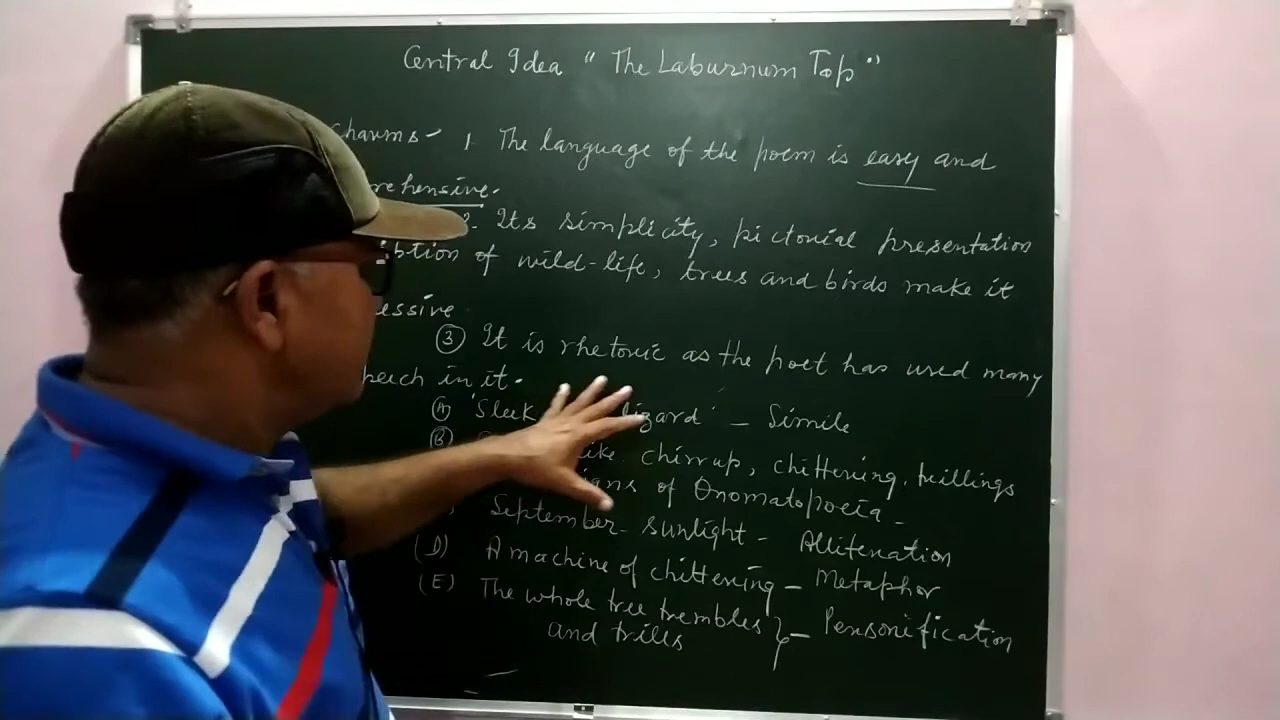 Central Idea "The Laburnum Top"
Charms - 1. The language of the poem is easy and
rehensive.
2. Its simplicity, pictorial presentation
of wild-life, trees and birds make it
essive
③ It is rhetoric as the poet has used many
peech in it.
Ⓐ 'Sleek lizard' - Simile
Ⓑ like chirrup, chittering, trillings
of Onomatopoeia -
September - sunlight - Alliteration
(D) A machine of chittering - Metaphor
(E) The whole tree trembles } - Personification
and trills